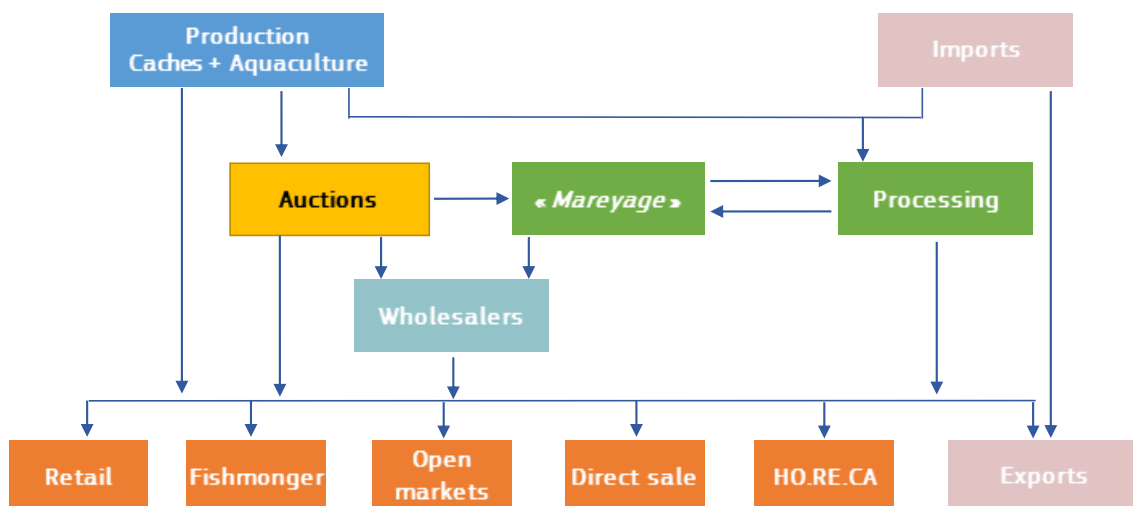 Production
Caches + Aquaculture
Imports
Auctions
« Mareyage »
Processing
Wholesalers
Retail
Fishmonger
Open
markets
Direct sale
HO.RE.CA
Exports